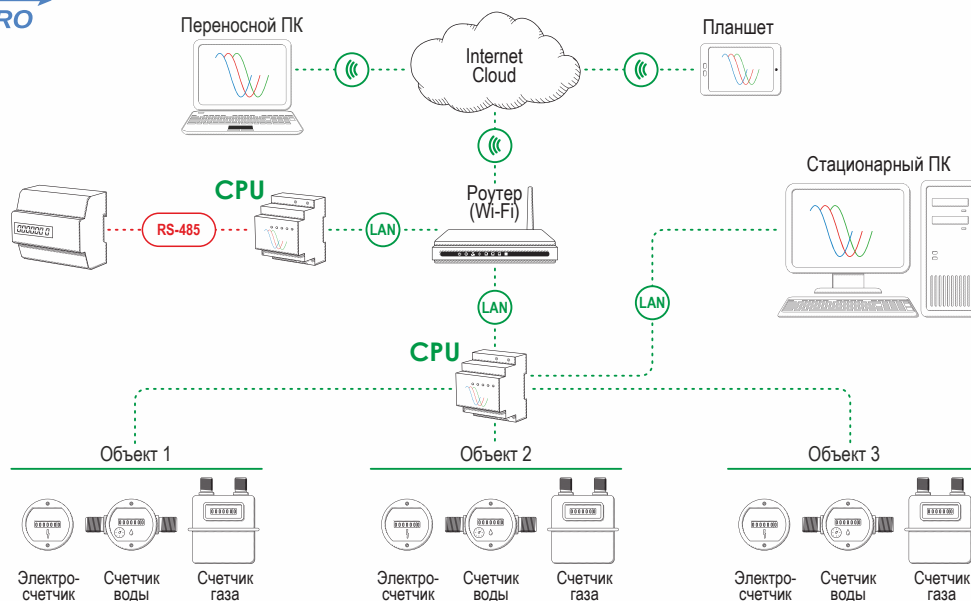 RO
Переносной ПК
Internet
Cloud
Планшет
CPU
RS-485
LAN
Роутер
(Wi-Fi)
Стационарный ПК
LAN
LAN
CPU
Объект 1
Объект 2
Объект 3
Электро-
счетчик
Счетчик
воды
Счетчик
газа
Электро-
счетчик
Счетчик
воды
Счетчик
газа
Электро-
счетчик
Счетчик
воды
Счетчик
газа